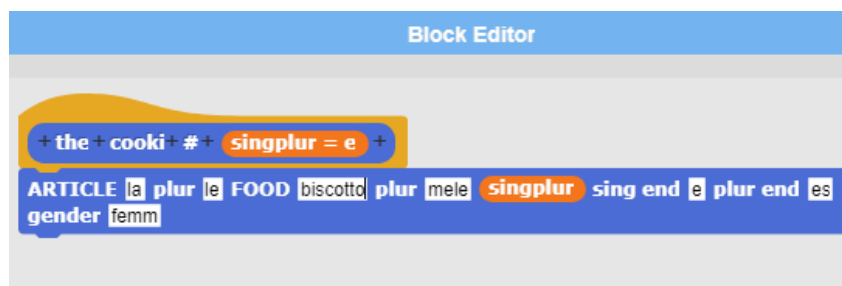 Block Editor
+ the + cooki + # + singplur = e +
ARTICLE la plur le FOOD biscotto plur mele singplur sing end e plur end es
gender femm